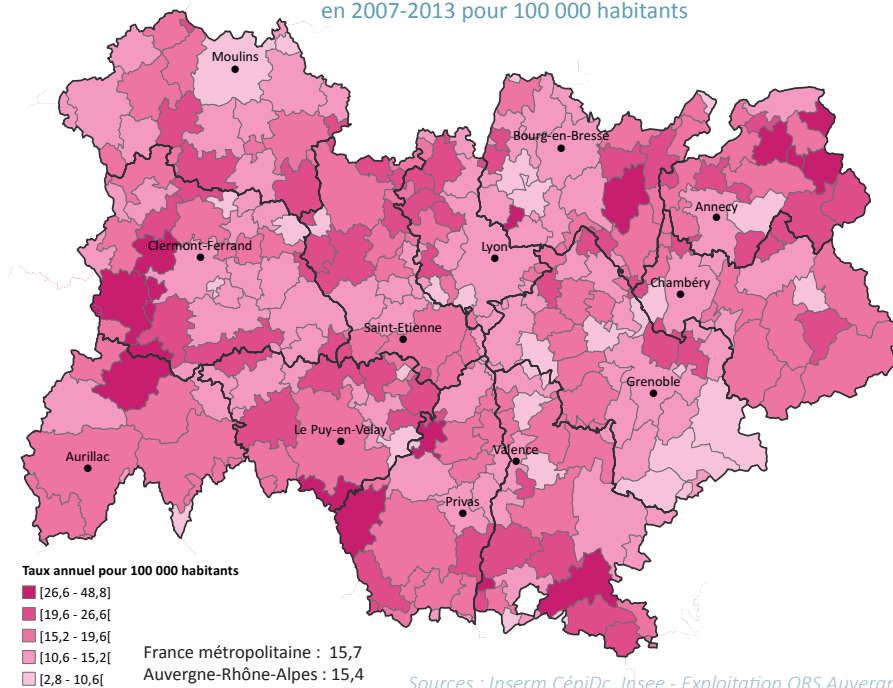 en 2007-2013 pour 100 000 habitants
Moulins
Bourg-en-Bresse
Annecy
Clermont-Ferrand
Lyon
Chambéry
Saint-Etienne
Grenoble
Le Puy-en-Velay
Aurillac
Valence
Privas
Taux annuel pour 100 000 habitants
[26,6 - 48,8]
[19,6 - 26,6[
[15,2 - 19,6[
[10,6 - 15,2[
[2,8 - 10,6[
France métropolitaine : 15,7
Auvergne-Rhône-Alpes : 15,4
Sources : Inserm CépiDc, Insee - Exploitation ORS